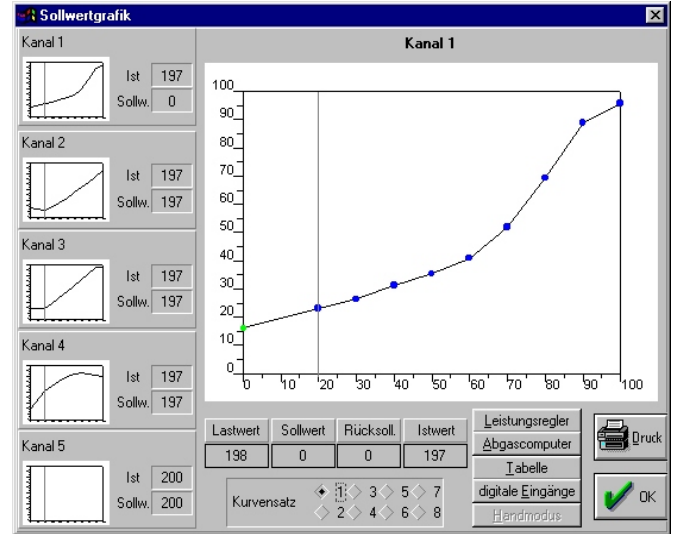 Sollwertgrafik
Kanal 1
Ist 197
Sollw. 0
Kanal 2
Ist 197
Sollw. 197
Kanal 3
Ist 197
Sollw. 197
Kanal 4
Ist 197
Sollw. 197
Kanal 5
Ist 200
Sollw. 200
Kanal 1
100
90
80
70
60
50
40
30
20
10
0
0 10 20 30 40 50 60 70 80 90 100
Lastwert Sollwert Rücksoll. Istwert
198 0 0 197
Kurvensatz 1 3 5 7
2 4 6 8
Leistungsregler
Abgascomputer
Tabelle
digitale Eingänge
Handmodus
Druck
OK